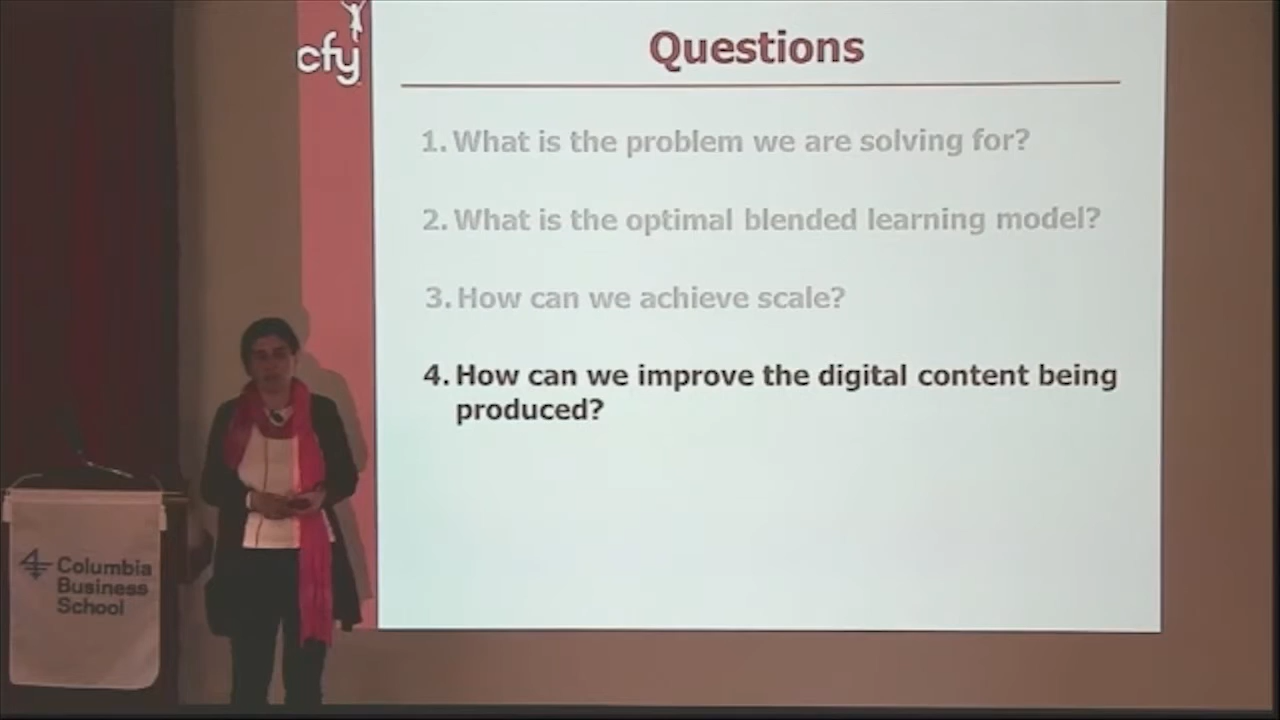 cfy
Questions
1. What is the problem we are solving for?
2. What is the optimal blended learning model?
3. How can we achieve scale?
4. How can we improve the digital content being
produced?
Columbia
Business
School